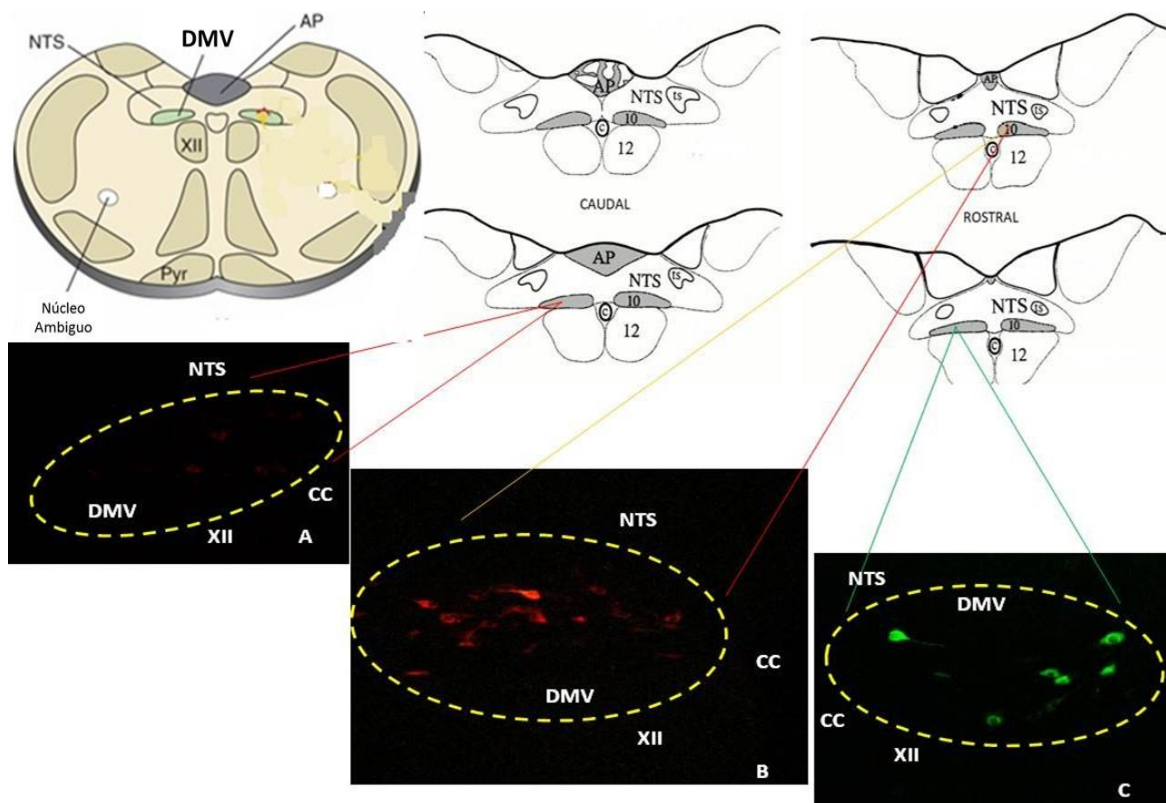 AP
DMV
NTS
XII
Núcleo
Ambiguo
Pyr
AP
NTS
ts
10
c
12
CAUDAL
AP
NTS
ts
10
c
12
AP
NTS
ts
10
c
12
ROSTRAL
NTS
ts
10
c
12
NTS
DMV
CC
XII
A
NTS
CC
DMV
XII
B
NTS
DMV
CC
XII
C